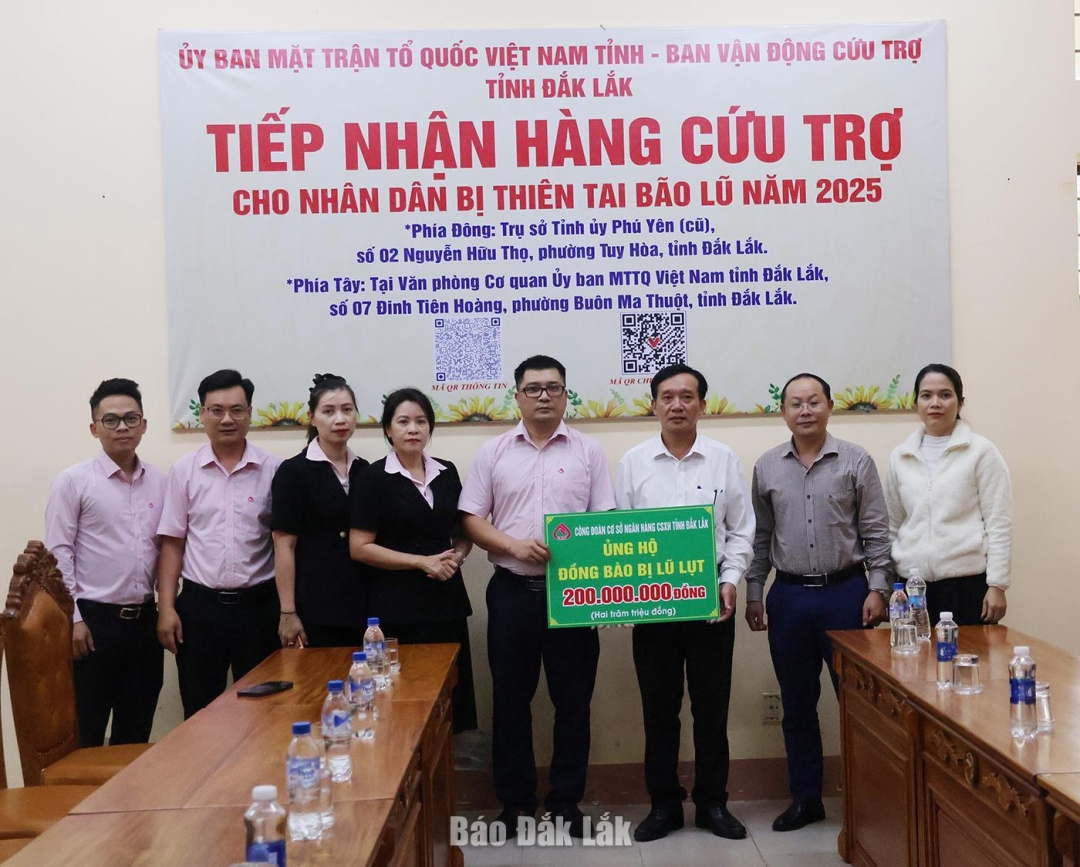 ỦY BAN MẶT TRẬN TỔ QUỐC VIỆT NAM TỈNH - BAN VẬN ĐỘNG CỨU TRỢ
TỈNH ĐẮK LẮK
TIẾP NHẬN HÀNG CỨU TRỢ
CHO NHÂN DÂN BỊ THIÊN TAI BÃO LŨ NĂM 2025
*Phía Đông: Trụ sở Tỉnh ủy Phú Yên (cũ),
số 02 Nguyễn Hữu Thọ, phường Tuy Hòa, tỉnh Đắk Lắk.
*Phía Tây: Tại Văn phòng Cơ quan Ủy ban MTTQ Việt Nam tỉnh Đắk Lắk,
số 07 Đinh Tiên Hoàng, phường Buôn Ma Thuột, tỉnh Đắk Lắk.
MÃ QR THÔNG TIN
MÃ QR
CÔNG ĐOÀN CƠ SỞ NGÂN HÀNG CSXH TỈNH ĐẮK LẮK
ỦNG HỘ
ĐỒNG BÀO BỊ LŨ LỤT
200.000.000 ĐỒNG
(Hai trăm triệu đồng)
Báo Đắk Lắk